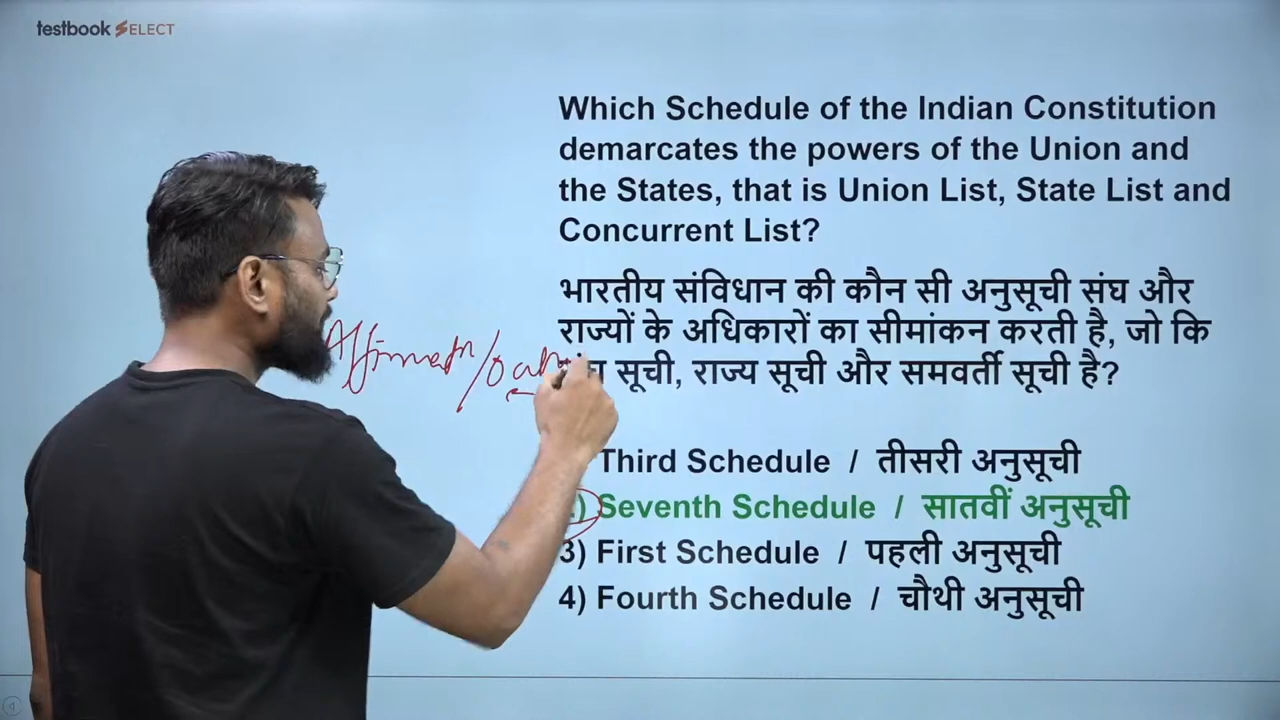 testbook SELECT
Which Schedule of the Indian Constitution
demarcates the powers of the Union and
the States, that is Union List, State List and
Concurrent List?
भारतीय संविधान की कौन सी अनुसूची संघ और
राज्यों के अधिकारों का सीमांकन करती है, जो कि
सूची, राज्य सूची और समवर्ती सूची है?
Third Schedule / तीसरी अनुसूची
2) Seventh Schedule / सातवीं अनुसूची
3) First Schedule / पहली अनुसूची
4) Fourth Schedule / चौथी अनुसूची